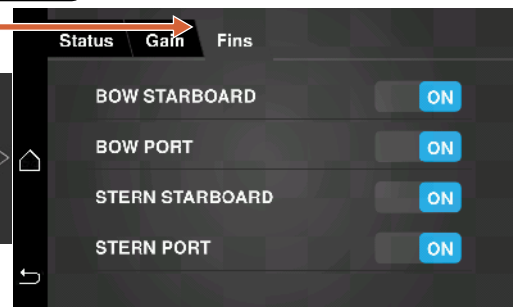 Status Gain Fins
BOW STARBOARD ON
BOW PORT ON
STERN STARBOARD ON
STERN PORT ON